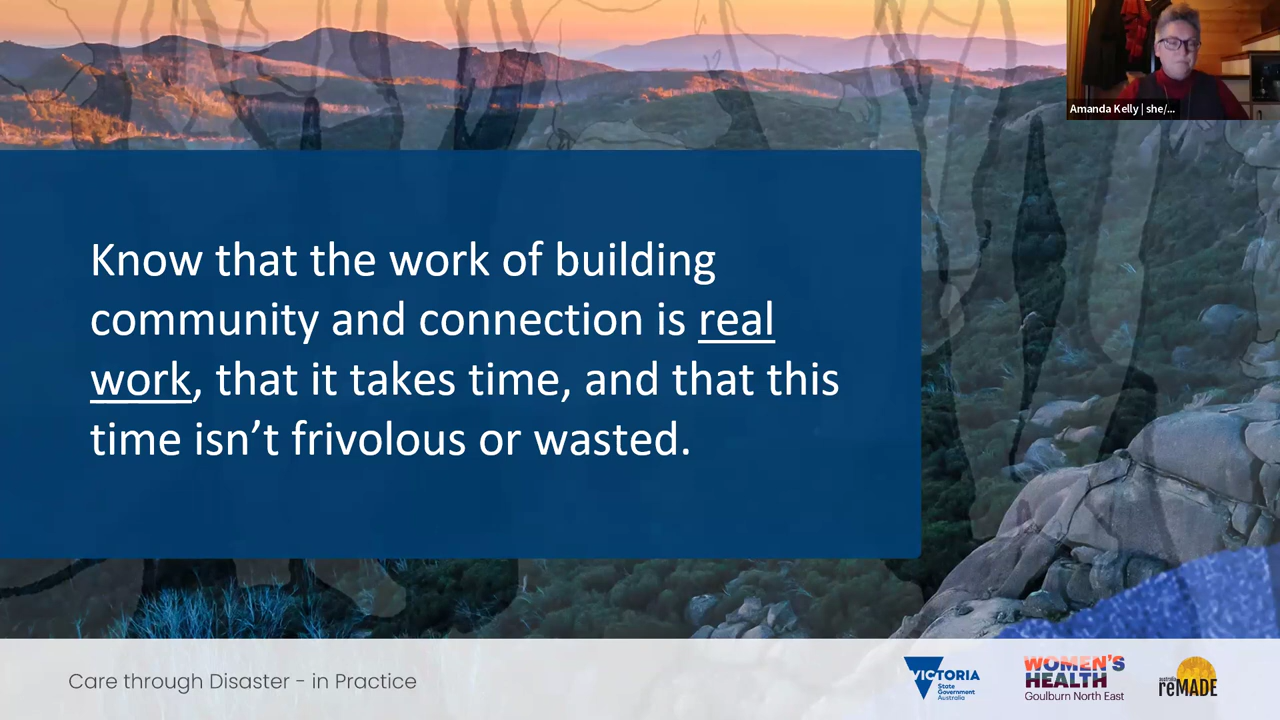 Amanda Kelly | she/...
Know that the work of building
community and connection is real
work, that it takes time, and that this
time isn’t frivolous or wasted.
Care through Disaster - in Practice
VICTORIA
State
Government
Australia
WOMEN'S
HEALTH
Goulburn North East
australia
reMADE